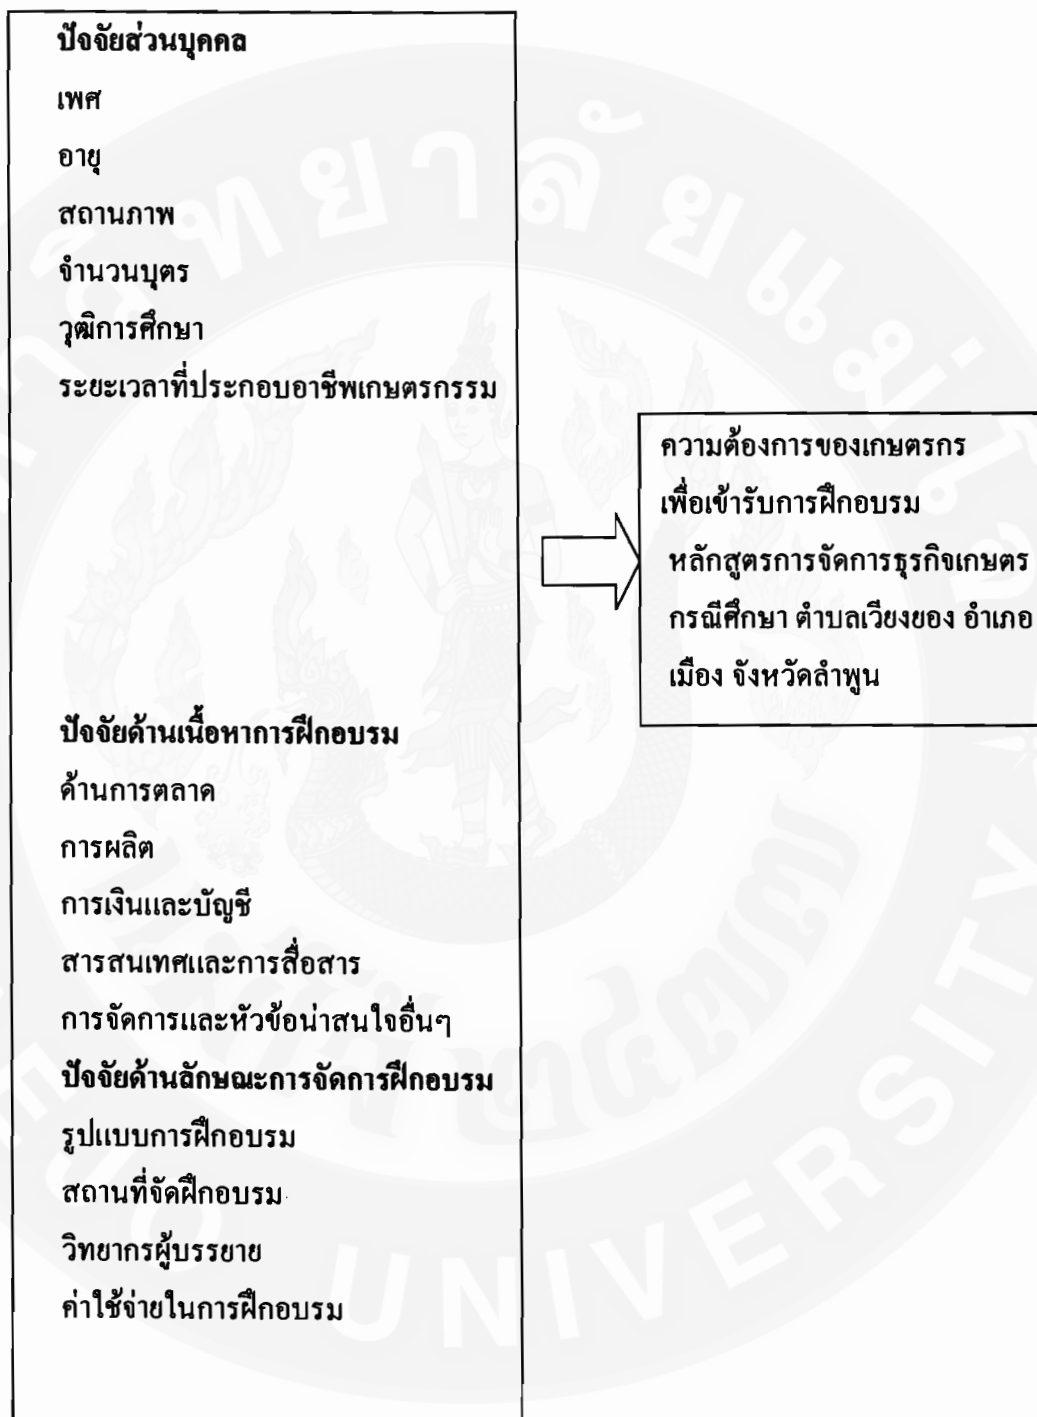 ปัจจัยส่วนบุคคล
เพศ
อายุ
สถานภาพ
จำนวนบุตร
วุฒิการศึกษา
ระยะเวลาที่ประกอบอาชีพเกษตรกรรม
ปัจจัยด้านเนื้อหาการฝึกอบรม
ด้านการตลาด
การผลิต
การเงินและบัญชี
สารสนเทศและการสื่อสาร
การจัดการและหัวข้อน่าสนใจอื่นๆ
ปัจจัยด้านลักษณะการจัดการฝึกอบรม
รูปแบบการฝึกอบรม
สถานที่จัดฝึกอบรม
วิทยากรผู้บรรยาย
ค่าใช้จ่ายในการฝึกอบรม
ความต้องการของเกษตรกร
เพื่อเข้ารับการฝึกอบรม
หลักสูตรการจัดการธุรกิจเกษตร
กรณีศึกษา ตำบลเวียงยอง อำเภอ
เมือง จังหวัดลำพูน
UNIVERSITY